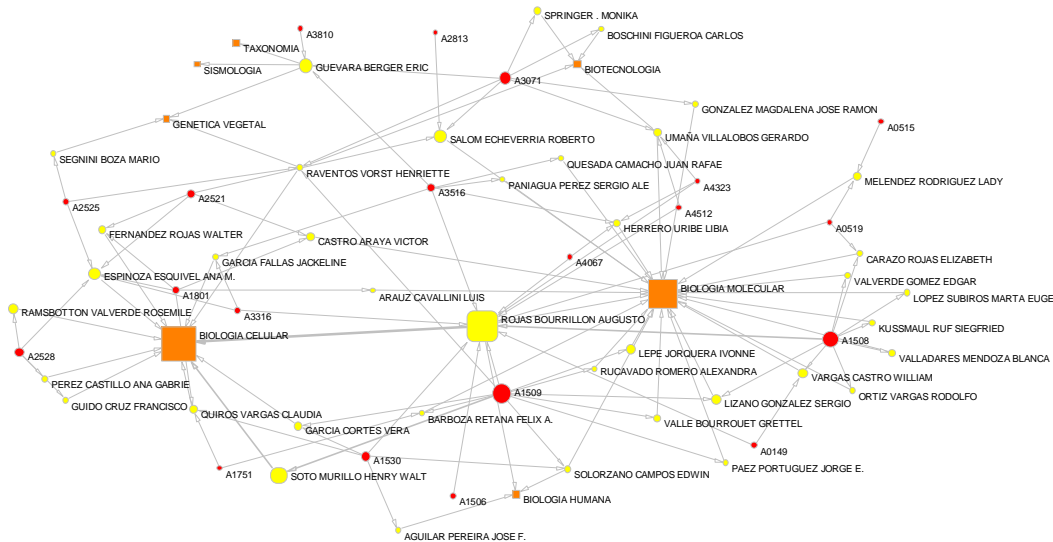 SPRINGER . MONIKA
A3810
A2813
BOSCHINI FIGUEROA CARLOS
TAXONOMIA
SISMOLOGIA
GUEVARA BERGER ERIC
BIOTECNOLOGIA
A3071
GONZALEZ MAGDALENA JOSE RAMON
GENETICA VEGETAL
A0515
SALOM ECHEVERRIA ROBERTO
UMAÑA VILLALOBOS GERARDO
SEGNINI BOZA MARIO
QUESADA CAMACHO JUAN RAFAE
RAVENTOS VORST HENRIETTE
MELENDEZ RODRIGUEZ LADY
PANIAGUA PEREZ SERGIO ALE
A4323
A3516
A2521
A2525
A4512
A0519
HERRERO URIBE LIBIA
FERNANDEZ ROJAS WALTER
CASTRO ARAYA VICTOR
GARCIA FALLAS JACKELINE
CARAZO ROJAS ELIZABETH
A4067
ESPINOZA ESQUIVEL ANA M.
VALVERDE GOMEZ EDGAR
A1801
ARAUZ CAVALLINI LUIS
BIOLOGIA MOLECULAR
LOPEZ SUBIROS MARTA EUGE
RAMSBOTTON VALVERDE ROSEMILE
A3316
ROJAS BOURRILLON AUGUSTO
KUSSMAUL RUF SIEGFRIED
BIOLOGIA CELULAR
A1508
A2528
LEPE JORQUERA IVONNE
VALLADARES MENDOZA BLANCA
RUCAVADO ROMERO ALEXANDRA
VARGAS CASTRO WILLIAM
PEREZ CASTILLO ANA GABRIE
ORTIZ VARGAS RODOLFO
A1509
LIZANO GONZALEZ SERGIO
GUIDO CRUZ FRANCISCO
QUIROS VARGAS CLAUDIA
BARBOZA RETANA FELIX A.
VALLE BOURROUET GRETTEL
GARCIA CORTES VERA
A0149
A1530
PAEZ PORTUGUEZ JORGE E.
A1751
SOTO MURILLO HENRY WALT
SOLORZANO CAMPOS EDWIN
A1506
BIOLOGIA HUMANA
AGUILAR PEREIRA JOSE F.